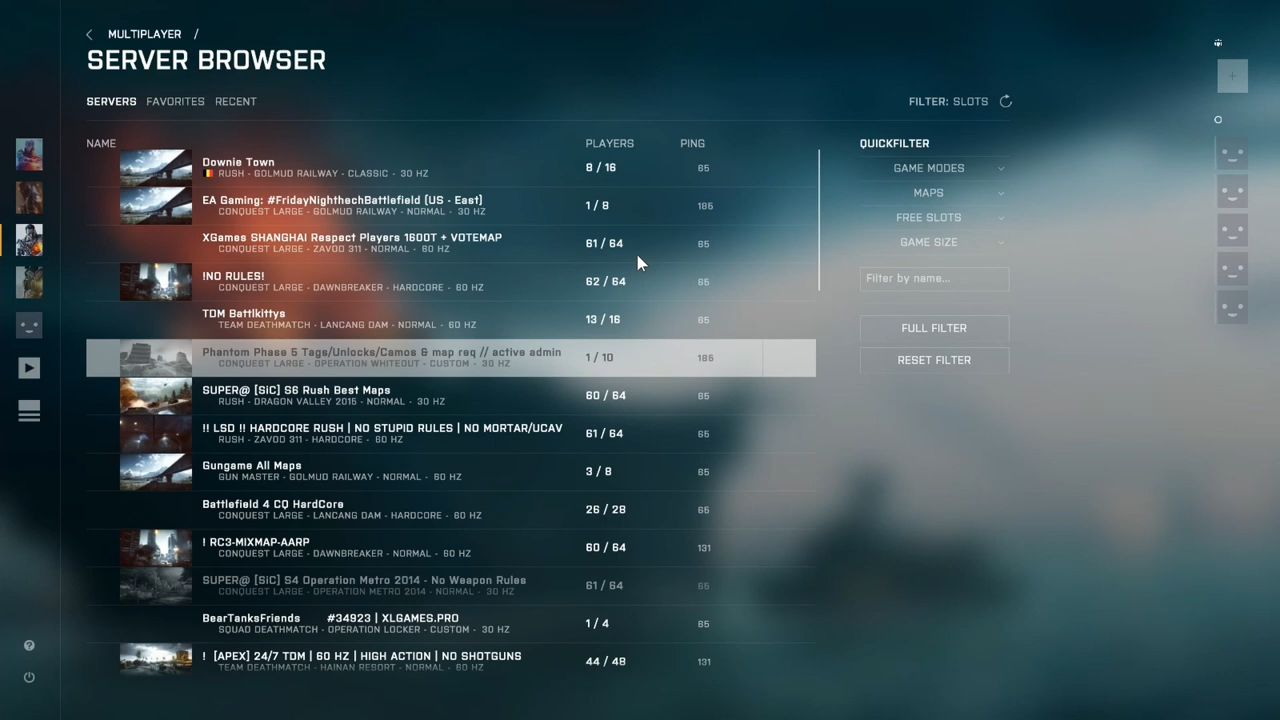 MULTIPLAYER /
SERVER BROWSER
SERVERS FAVORITES RECENT
FILTER: SLOTS
NAME PLAYERS PING
Downie Town 8 / 16 65
RUSH - GOLMUD RAILWAY - CLASSIC - 30 HZ
EA Gaming: #FridayNighthechBattlefield [US - East] 1 / 8 186
CONQUEST LARGE - GOLMUD RAILWAY - NORMAL - 30 HZ
XGames SHANGHAI Respect Players 1600T + VOTEMAP 61 / 64 65
CONQUEST LARGE - ZAVOD 311 - NORMAL - 60 HZ
!NO RULES! 62 / 64 65
CONQUEST LARGE - DAWNBREAKER - HARDCORE - 60 HZ
TDM Battlkittys 13 / 16 65
TEAM DEATHMATCH - LANCANG DAM - NORMAL - 60 HZ
Phantom Phase 5 Tags/Unlocks/Camos & map req // active admin 1 / 10 186
CONQUEST LARGE - OPERATION WHITEOUT - CUSTOM - 30 HZ
SUPER@ [SiC] S6 Rush Best Maps 60 / 64 65
RUSH - DRAGON VALLEY 2015 - NORMAL - 30 HZ
!! LSD !! HARDCORE RUSH | NO STUPID RULES | NO MORTAR/UCAV 61 / 64 65
RUSH - ZAVOD 311 - HARDCORE - 60 HZ
Gungame All Maps 3 / 8 65
GUN MASTER - GOLMUD RAILWAY - NORMAL - 60 HZ
Battlefield 4 CQ HardCore 26 / 28 65
CONQUEST LARGE - LANCANG DAM - HARDCORE - 60 HZ
! RC3-MIXMAP-AARP 60 / 64 131
CONQUEST LARGE - DAWNBREAKER - NORMAL - 60 HZ
SUPER@ [SiC] S4 Operation Metro 2014 - No Weapon Rules 61 / 64 65
CONQUEST LARGE - OPERATION METRO 2014 - NORMAL - 30 HZ
BearTanksFriends #34923 | XLGAMES.PRO 1 / 4 65
SQUAD DEATHMATCH - OPERATION LOCKER - CUSTOM - 30 HZ
! [APEX] 24/7 TDM | 60 HZ | HIGH ACTION | NO SHOTGUNS 44 / 48 131
TEAM DEATHMATCH - HAINAN RESORT - NORMAL - 60 HZ
QUICKFILTER
GAME MODES
MAPS
FREE SLOTS
GAME SIZE
Filter by name...
FULL FILTER
RESET FILTER